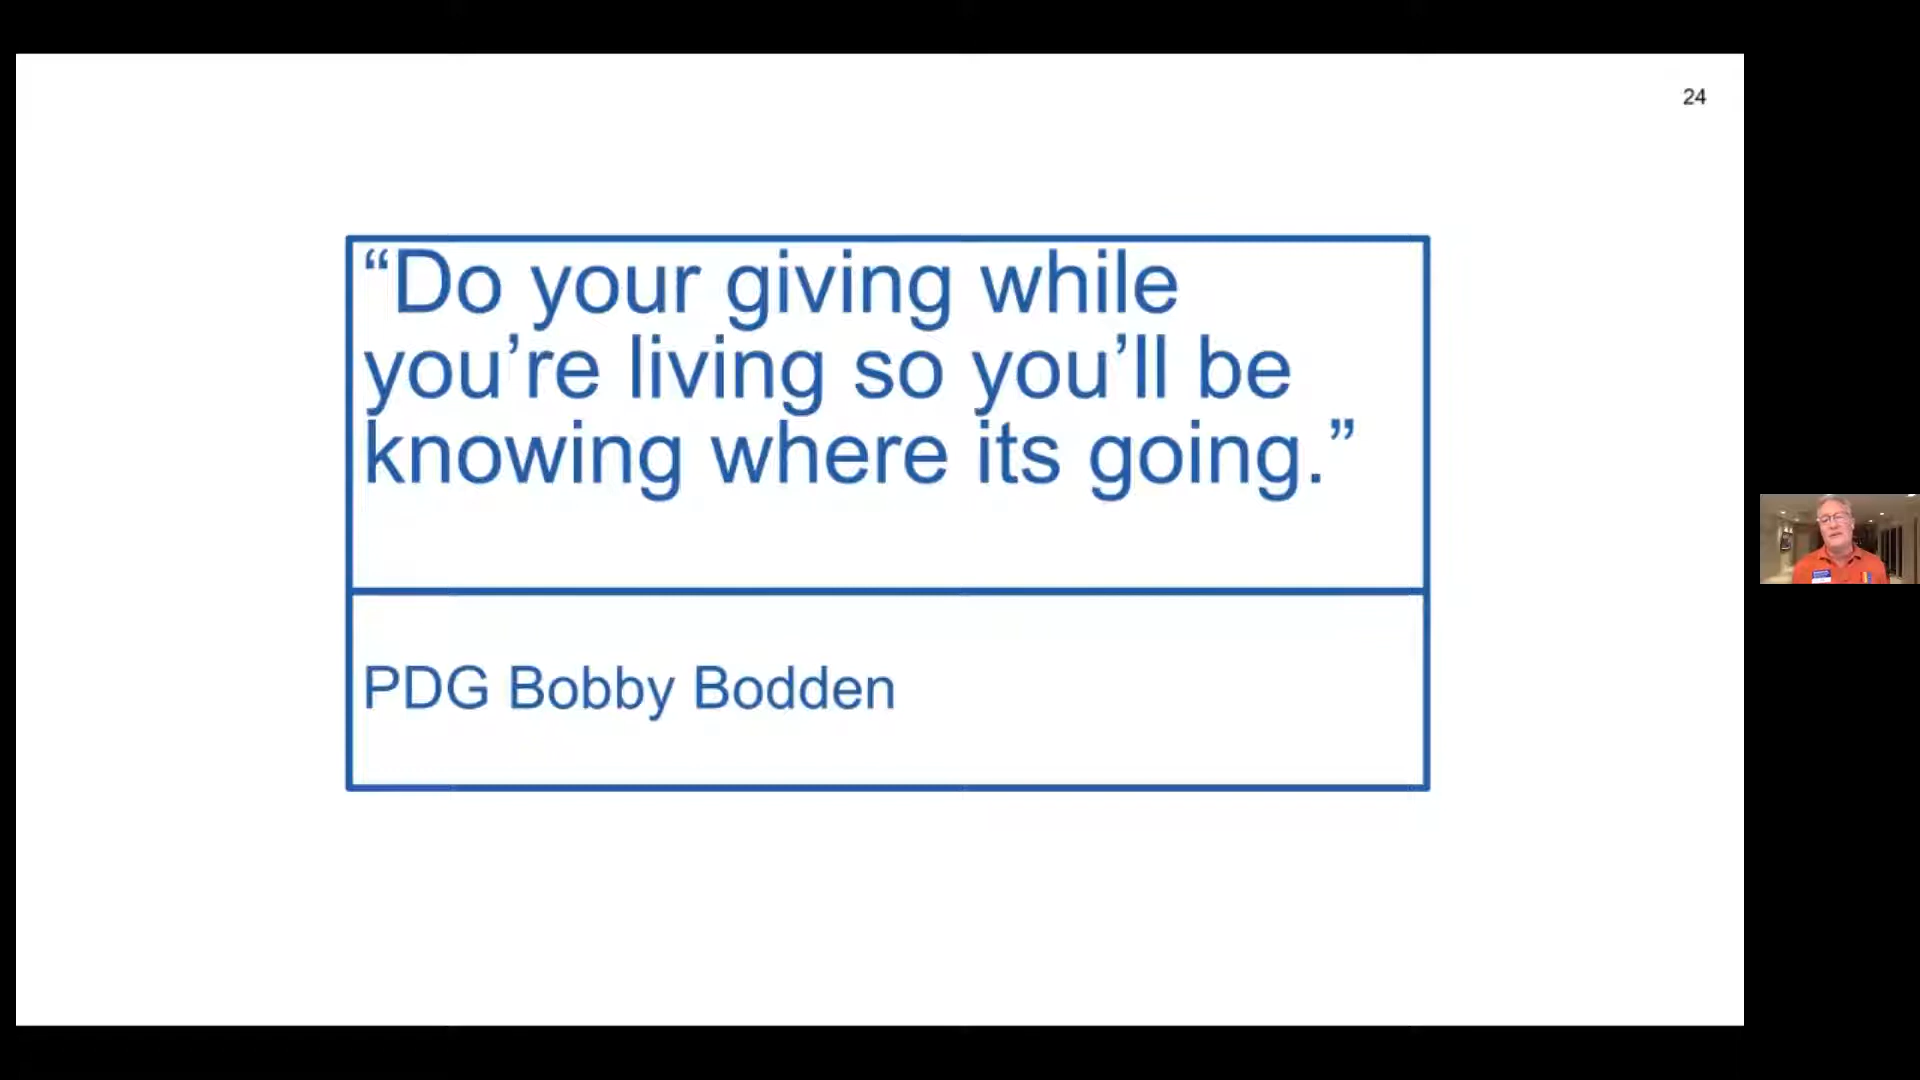 24
“Do your giving while
you’re living so you’ll be
knowing where its going.”
PDG Bobby Bodden